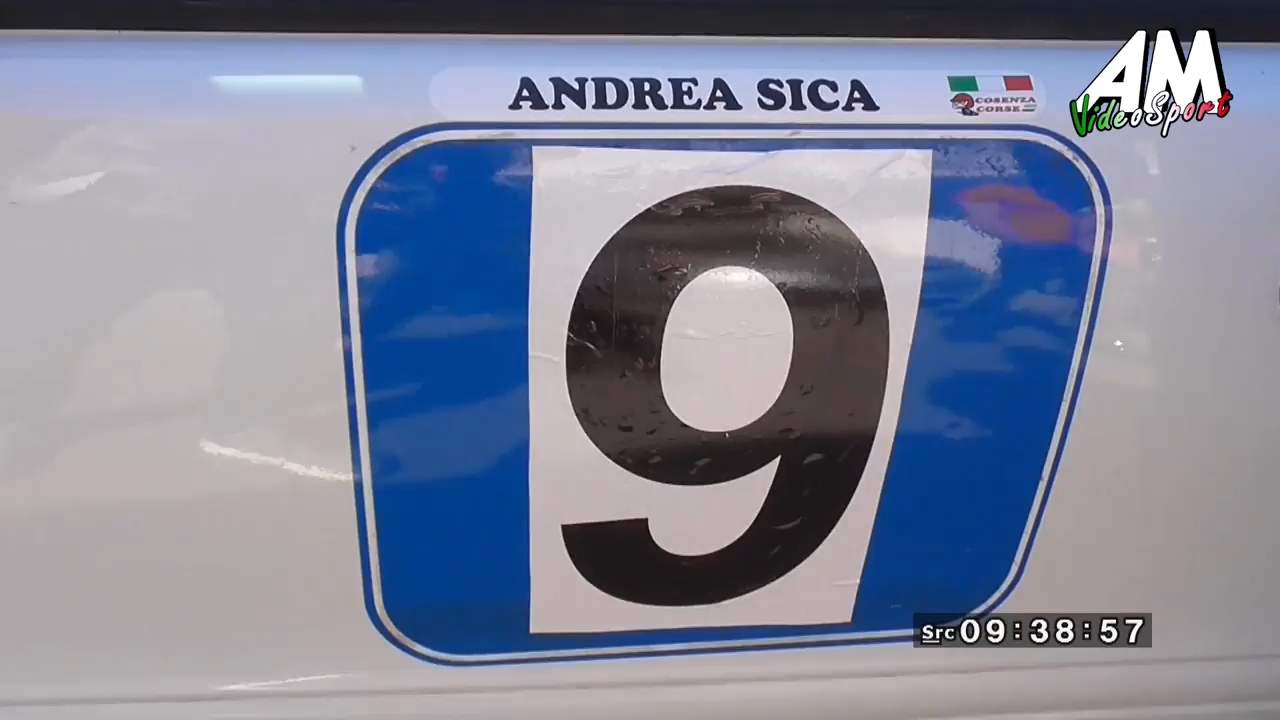 ANDREA SICA
COSENZA
CORSE
AM
VideoSport
9
Src 09:38:57